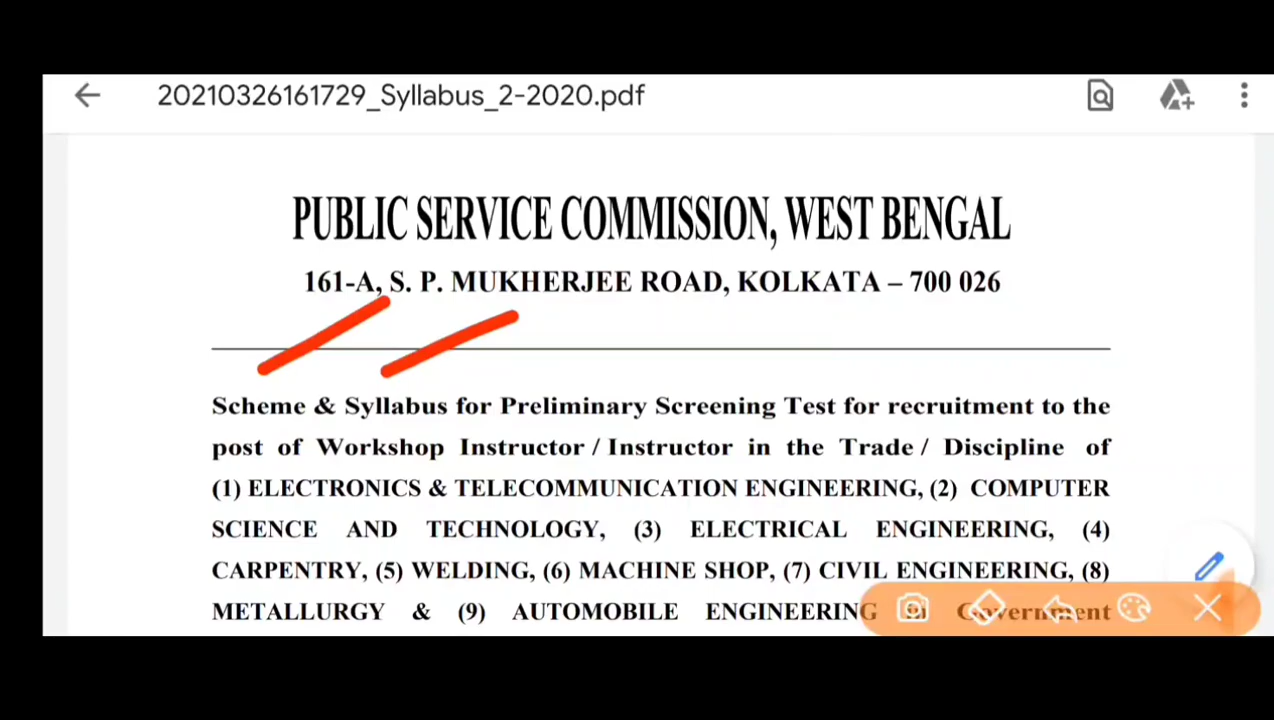 20210326161729_Syllabus_2-2020.pdf
PUBLIC SERVICE COMMISSION, WEST BENGAL
161-A, S. P. MUKHERJEE ROAD, KOLKATA – 700 026
Scheme & Syllabus for Preliminary Screening Test for recruitment to the
post of Workshop Instructor / Instructor in the Trade / Discipline of
(1) ELECTRONICS & TELECOMMUNICATION ENGINEERING, (2) COMPUTER
SCIENCE AND TECHNOLOGY, (3) ELECTRICAL ENGINEERING, (4)
CARPENTRY, (5) WELDING, (6) MACHINE SHOP, (7) CIVIL ENGINEERING, (8)
METALLURGY & (9) AUTOMOBILE ENGINEERING in Government